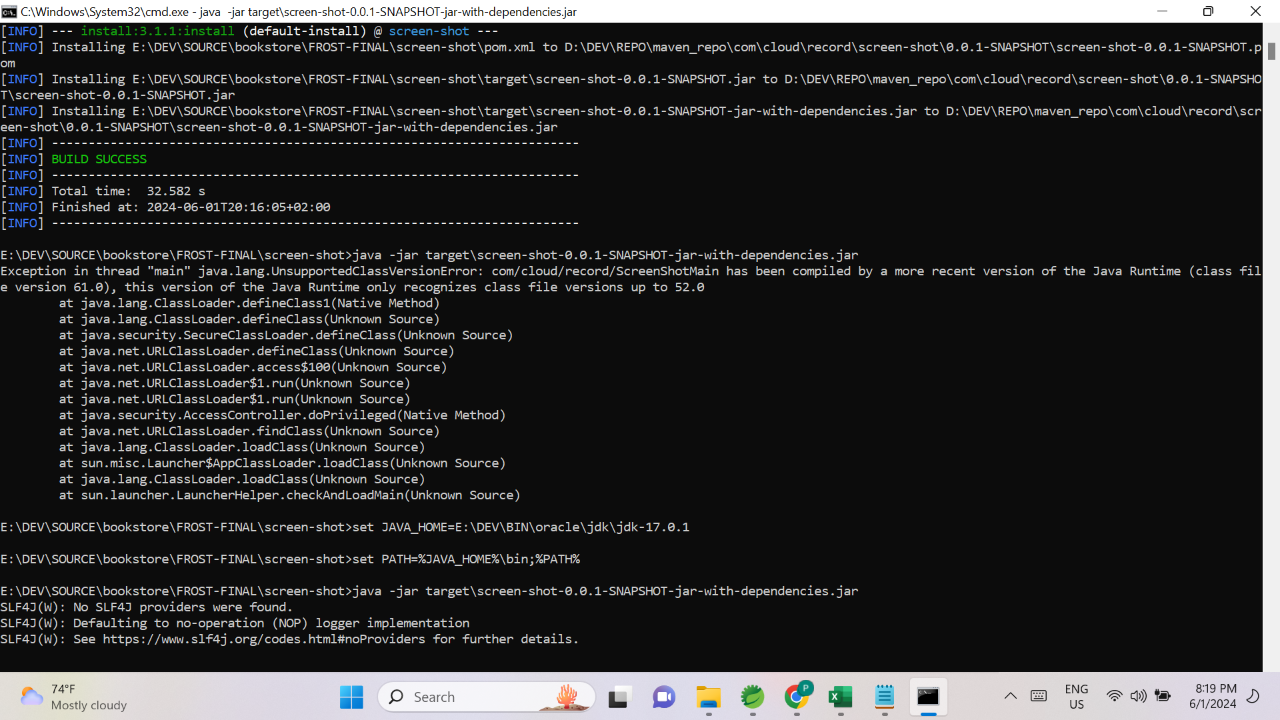 C:\Windows\System32\cmd.exe - java  -jar target\screen-shot-0.0.1-SNAPSHOT-jar-with-dependencies.jar
[INFO] --- install:3.1.1:install (default-install) @ screen-shot ---
[INFO] Installing E:\DEV\SOURCE\bookstore\FROST-FINAL\screen-shot\pom.xml to D:\DEV\REPO\maven_repo\com\cloud\record\screen-shot\0.0.1-SNAPSHOT\screen-shot-0.0.1-SNAPSHOT.p
om
[INFO] Installing E:\DEV\SOURCE\bookstore\FROST-FINAL\screen-shot\target\screen-shot-0.0.1-SNAPSHOT.jar to D:\DEV\REPO\maven_repo\com\cloud\record\screen-shot\0.0.1-SNAPSHO
T\screen-shot-0.0.1-SNAPSHOT.jar
[INFO] Installing E:\DEV\SOURCE\bookstore\FROST-FINAL\screen-shot\target\screen-shot-0.0.1-SNAPSHOT-jar-with-dependencies.jar to D:\DEV\REPO\maven_repo\com\cloud\record\scr
een-shot\0.0.1-SNAPSHOT\screen-shot-0.0.1-SNAPSHOT-jar-with-dependencies.jar
[INFO] ------------------------------------------------------------------------
[INFO] BUILD SUCCESS
[INFO] ------------------------------------------------------------------------
[INFO] Total time:  32.582 s
[INFO] Finished at: 2024-06-01T20:16:05+02:00
[INFO] ------------------------------------------------------------------------
E:\DEV\SOURCE\bookstore\FROST-FINAL\screen-shot>java -jar target\screen-shot-0.0.1-SNAPSHOT-jar-with-dependencies.jar
Exception in thread "main" java.lang.UnsupportedClassVersionError: com/cloud/record/ScreenShotMain has been compiled by a more recent version of the Java Runtime (class fil
e version 61.0), this version of the Java Runtime only recognizes class file versions up to 52.0
at java.lang.ClassLoader.defineClass1(Native Method)
at java.lang.ClassLoader.defineClass(Unknown Source)
at java.security.SecureClassLoader.defineClass(Unknown Source)
at java.net.URLClassLoader.defineClass(Unknown Source)
at java.net.URLClassLoader.access$100(Unknown Source)
at java.net.URLClassLoader$1.run(Unknown Source)
at java.net.URLClassLoader$1.run(Unknown Source)
at java.security.AccessController.doPrivileged(Native Method)
at java.net.URLClassLoader.findClass(Unknown Source)
at java.lang.ClassLoader.loadClass(Unknown Source)
at sun.misc.Launcher$AppClassLoader.loadClass(Unknown Source)
at java.lang.ClassLoader.loadClass(Unknown Source)
at sun.launcher.LauncherHelper.checkAndLoadMain(Unknown Source)
E:\DEV\SOURCE\bookstore\FROST-FINAL\screen-shot>set JAVA_HOME=E:\DEV\BIN\oracle\jdk\jdk-17.0.1
E:\DEV\SOURCE\bookstore\FROST-FINAL\screen-shot>set PATH=%JAVA_HOME%\bin;%PATH%
E:\DEV\SOURCE\bookstore\FROST-FINAL\screen-shot>java -jar target\screen-shot-0.0.1-SNAPSHOT-jar-with-dependencies.jar
SLF4J(W): No SLF4J providers were found.
SLF4J(W): Defaulting to no-operation (NOP) logger implementation
SLF4J(W): See https://www.slf4j.org/codes.html#noProviders for further details.
74°F
Mostly cloudy
Search
P
ENG
US
8:19 PM
6/1/2024